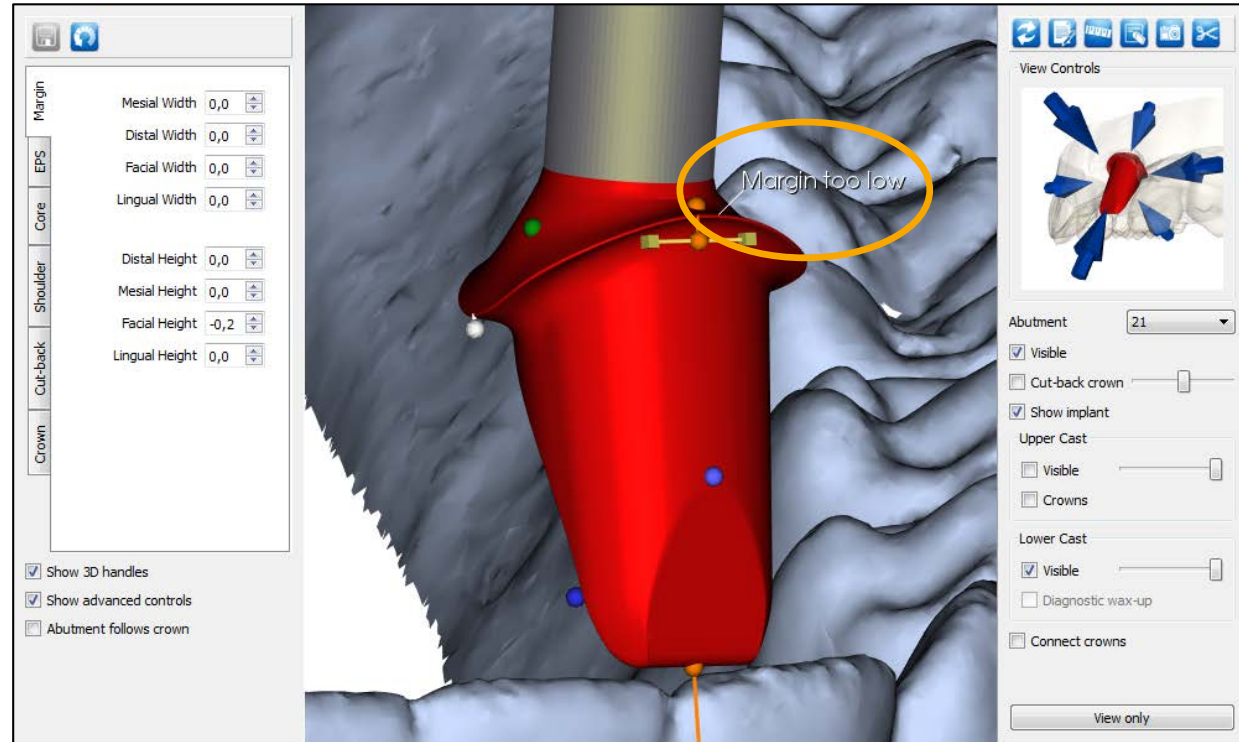 Margin
EPS
Core
Shoulder
Cut-back
Crown
Mesial Width 0,0
Distal Width 0,0
Facial Width 0,0
Lingual Width 0,0
Distal Height 0,0
Mesial Height 0,0
Facial Height -0,2
Lingual Height 0,0
Show 3D handles
Show advanced controls
Abutment follows crown
Margin too low
View Controls
Abutment 21
Visible
Cut-back crown
Show implant
Upper Cast
Visible
Crowns
Lower Cast
Visible
Diagnostic wax-up
Connect crowns
View only